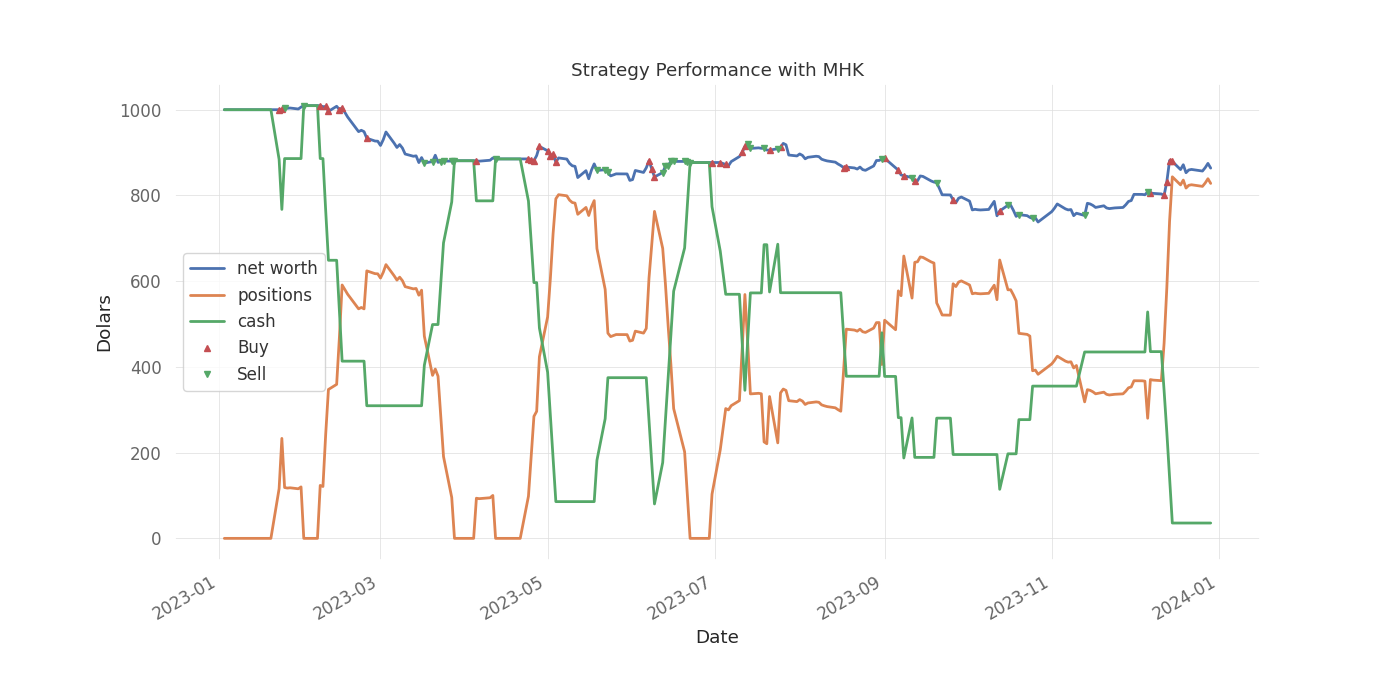 Strategy Performance with MHK
1000
800
600
400
200
0
Dolars
net worth
positions
cash
Buy
Sell
2023-01
2023-03
2023-05
2023-07
2023-09
2023-11
2024-01
Date